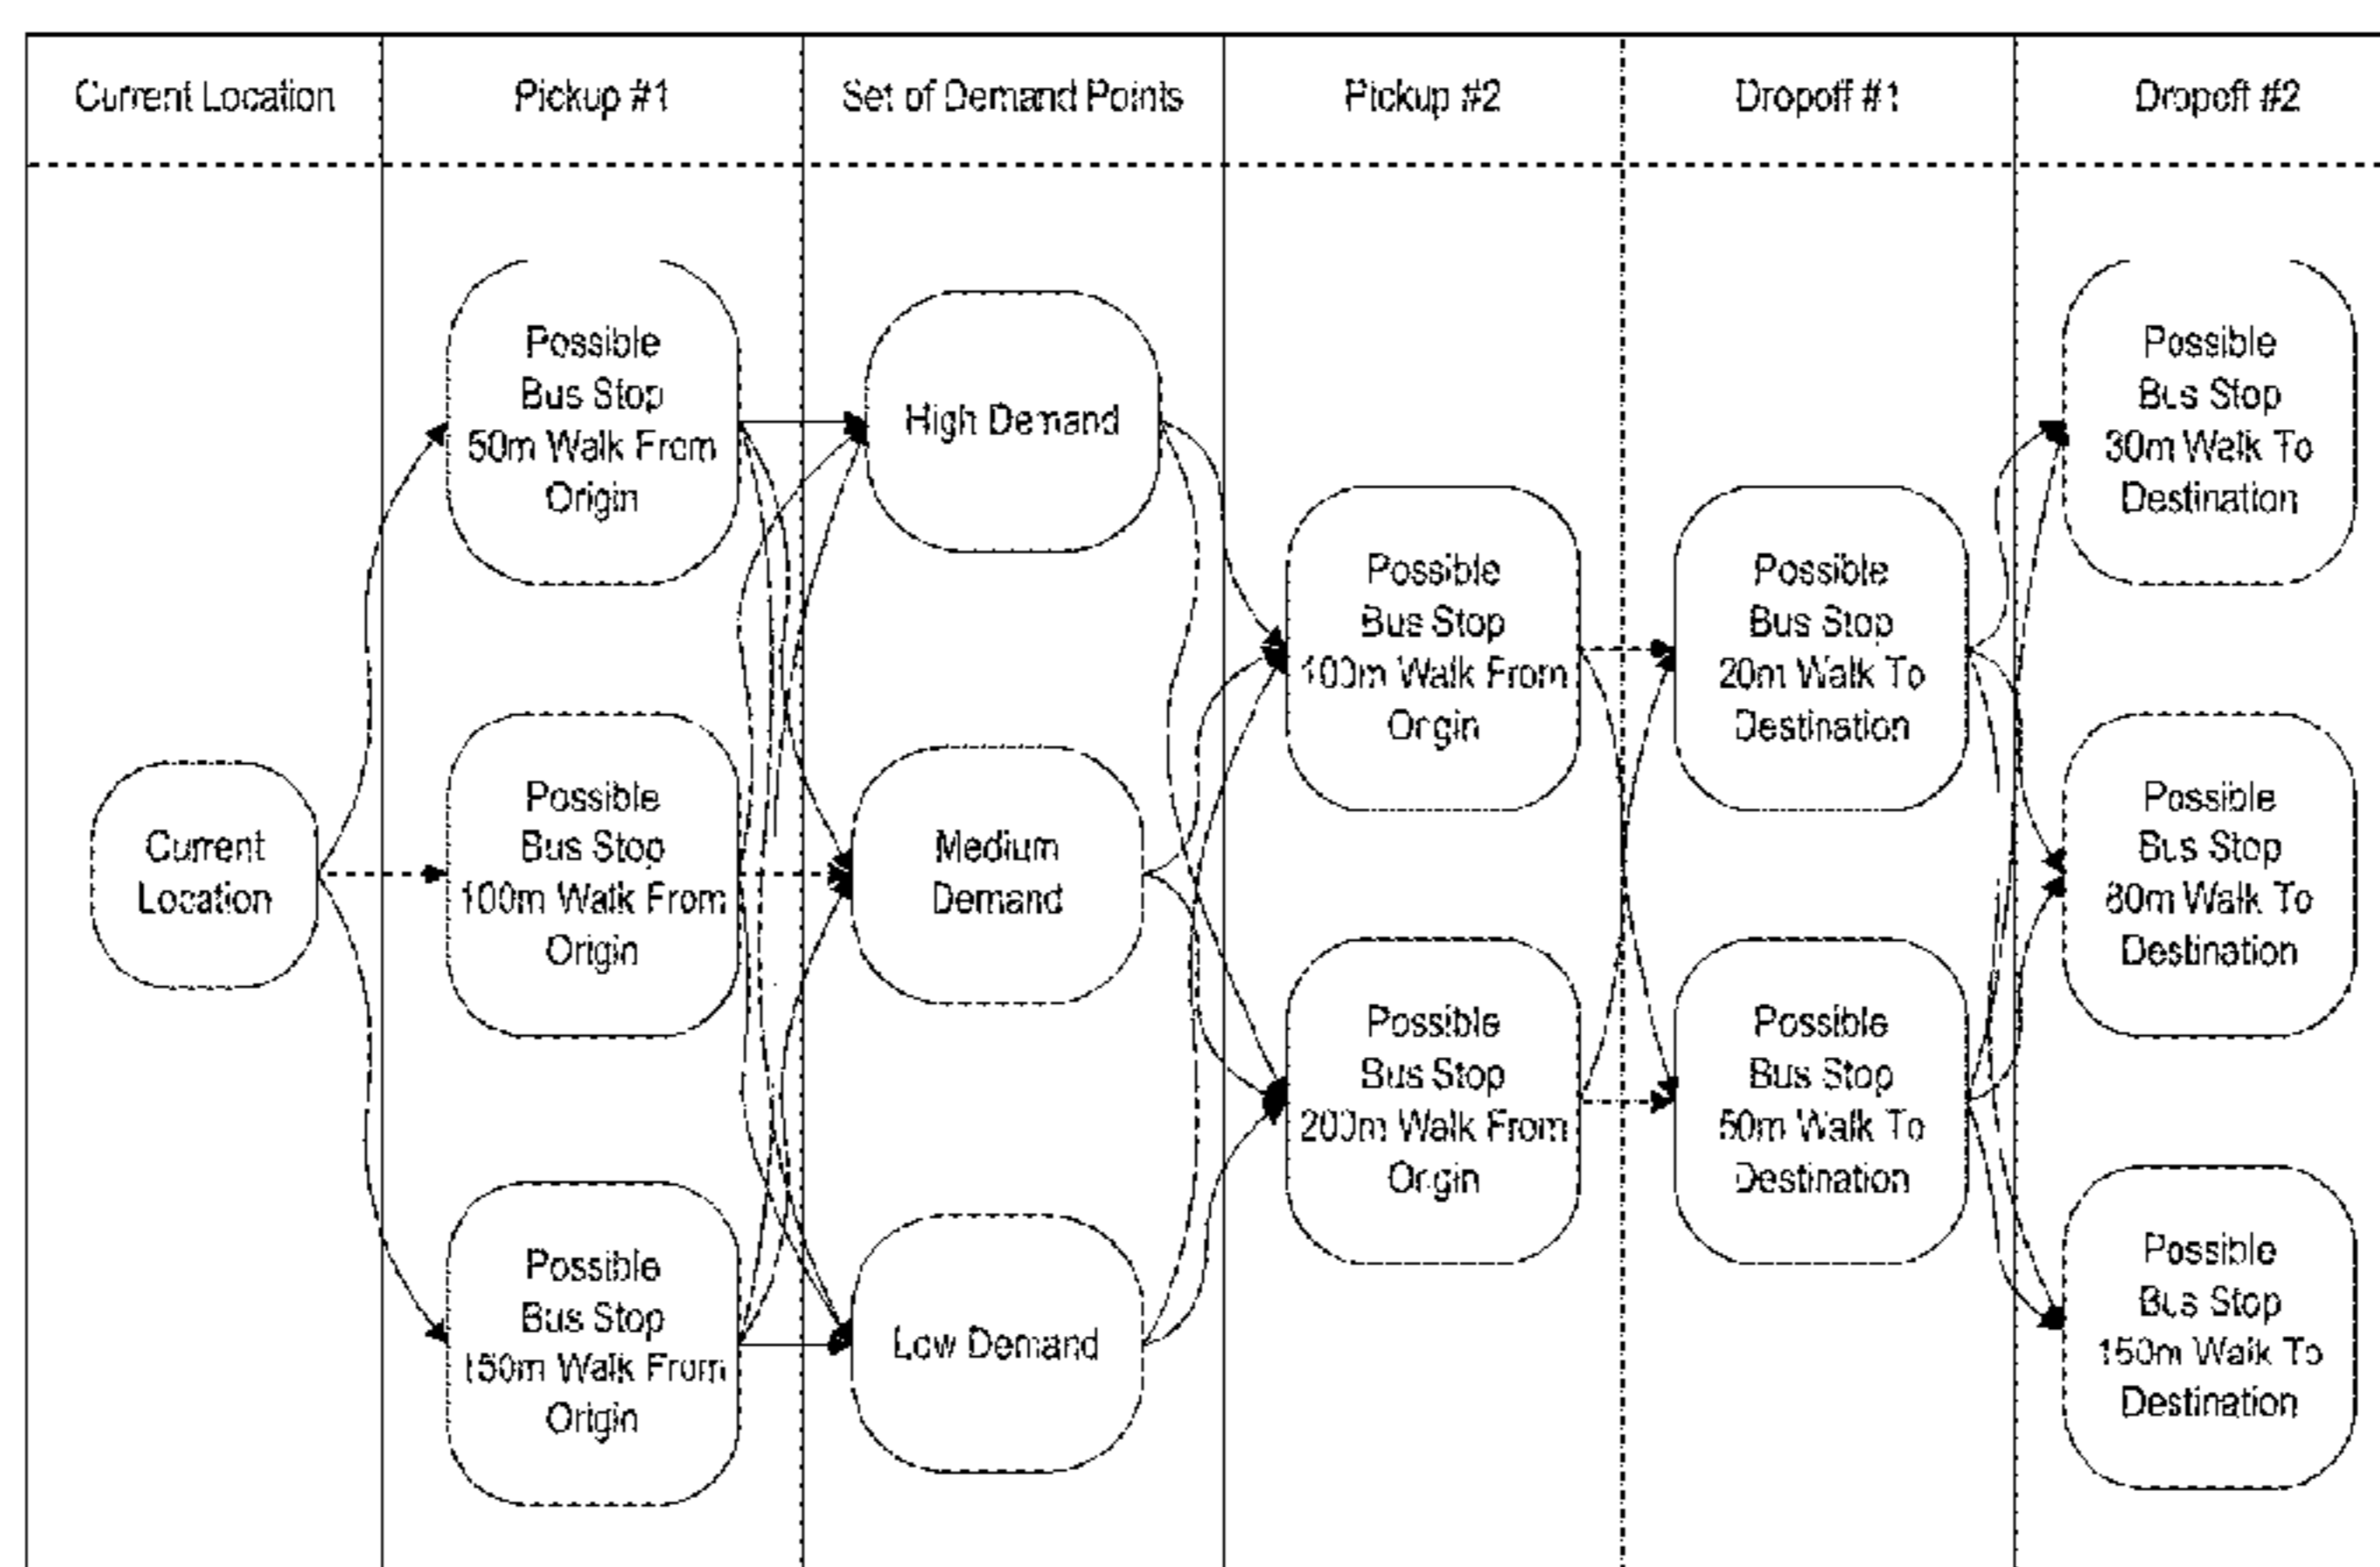 Current Location
Pickup #1
Set of Demand Points
Pickup #2
Dropoff #1
Dropoff #2
Current
Location
Possible
Bus Stop
50m Walk From
Origin
Possible
Bus Stop
100m Walk From
Origin
Possible
Bus Stop
150m Walk From
Origin
High Demand
Medium
Demand
Low Demand
Possible
Bus Stop
100m Walk From
Origin
Possible
Bus Stop
200m Walk From
Origin
Possible
Bus Stop
20m Walk To
Destination
Possible
Bus Stop
50m Walk To
Destination
Possible
Bus Stop
30m Walk To
Destination
Possible
Bus Stop
Walk To
Destination
Possible
Bus Stop
150m Walk To
Destination